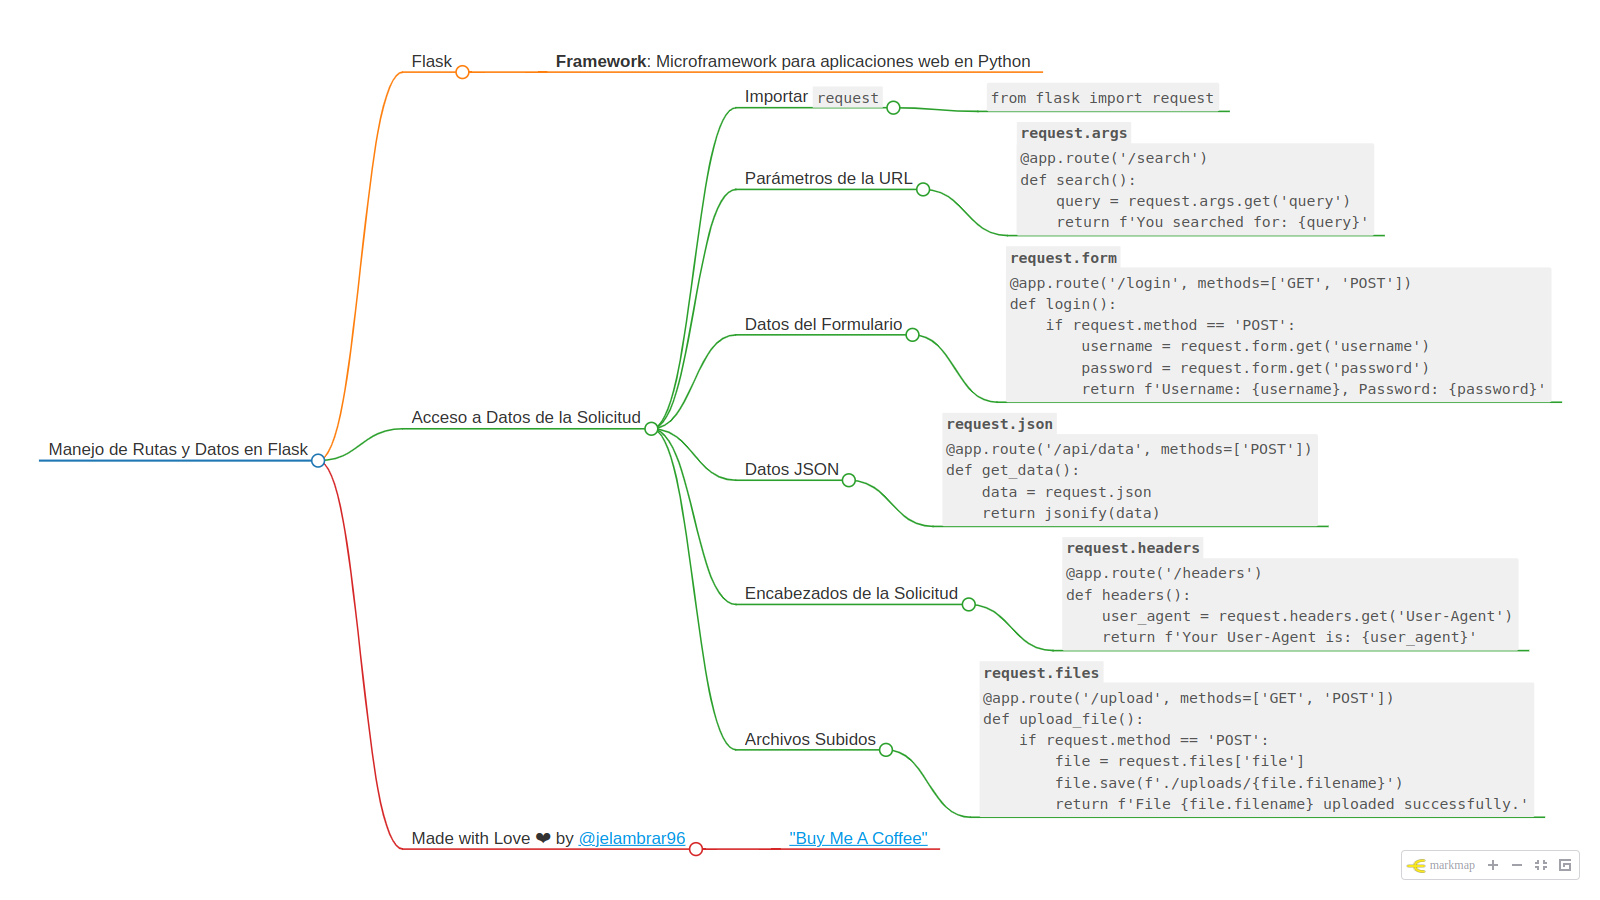 Manejo de Rutas y Datos en Flask
Flask
Framework: Microframework para aplicaciones web en Python
Acceso a Datos de la Solicitud
Importar request
from flask import request
Parámetros de la URL
request.args
@app.route('/search')
def search():
    query = request.args.get('query')
    return f'You searched for: {query}'
Datos del Formulario
request.form
@app.route('/login', methods=['GET', 'POST'])
def login():
    if request.method == 'POST':
        username = request.form.get('username')
        password = request.form.get('password')
        return f'Username: {username}, Password: {password}'
Datos JSON
request.json
@app.route('/api/data', methods=['POST'])
def get_data():
    data = request.json
    return jsonify(data)
Encabezados de la Solicitud
request.headers
@app.route('/headers')
def headers():
    user_agent = request.headers.get('User-Agent')
    return f'Your User-Agent is: {user_agent}'
Archivos Subidos
request.files
@app.route('/upload', methods=['GET', 'POST'])
def upload_file():
    if request.method == 'POST':
        file = request.files['file']
        file.save(f'./uploads/{file.filename}')
        return f'File {file.filename} uploaded successfully.'
Made with Love ❤ by @jelambrar96
"Buy Me A Coffee"
markmap